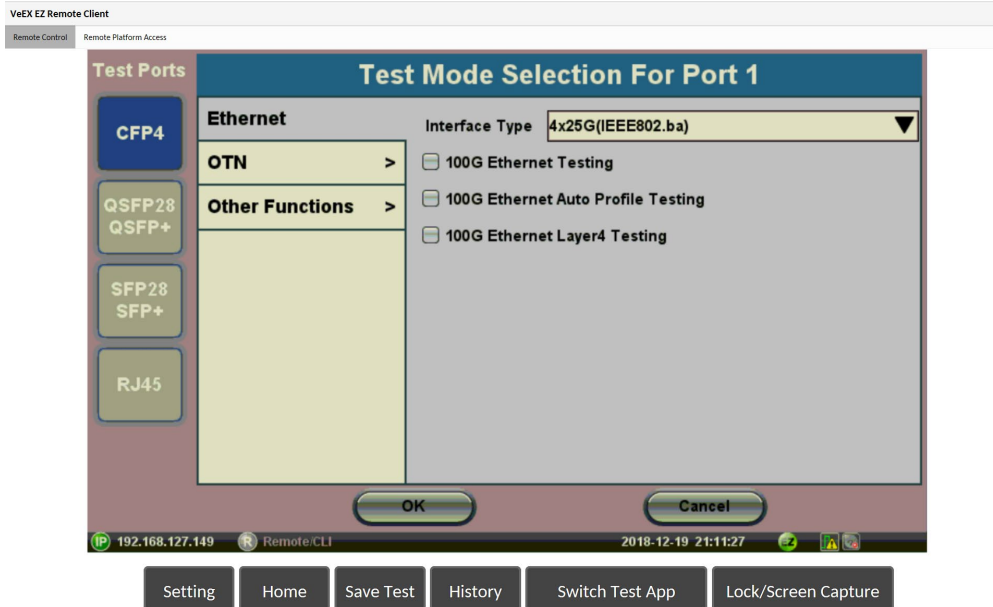 VeEX EZ Remote Client
Remote Control Remote Platform Access
Test Ports
Test Mode Selection For Port 1
CFP4
QSFP28
QSFP+
SFP28
SFP+
RJ45
Ethernet
OTN >
Other Functions >
Interface Type 4x25G(IEEE802.ba)
100G Ethernet Testing
100G Ethernet Auto Profile Testing
100G Ethernet Layer4 Testing
OK Cancel
IP 192.168.127.149 R Remote/CLI 2018-12-19 21:11:27 EZ
Setting Home Save Test History Switch Test App Lock/Screen Capture